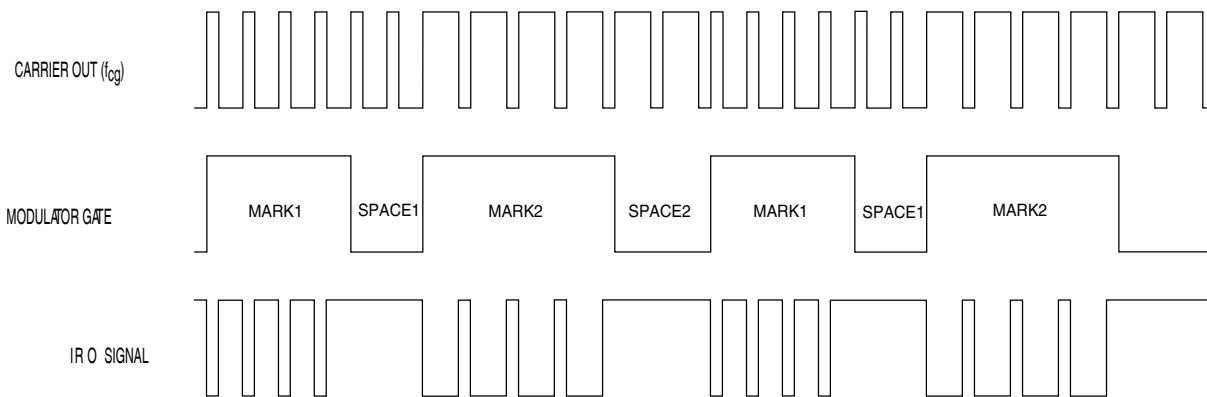 CARRIER OUT (fcg)
MODULATOR GATE
MARK1 SPACE1 MARK2 SPACE2 MARK1 SPACE1 MARK2
IR O SIGNAL